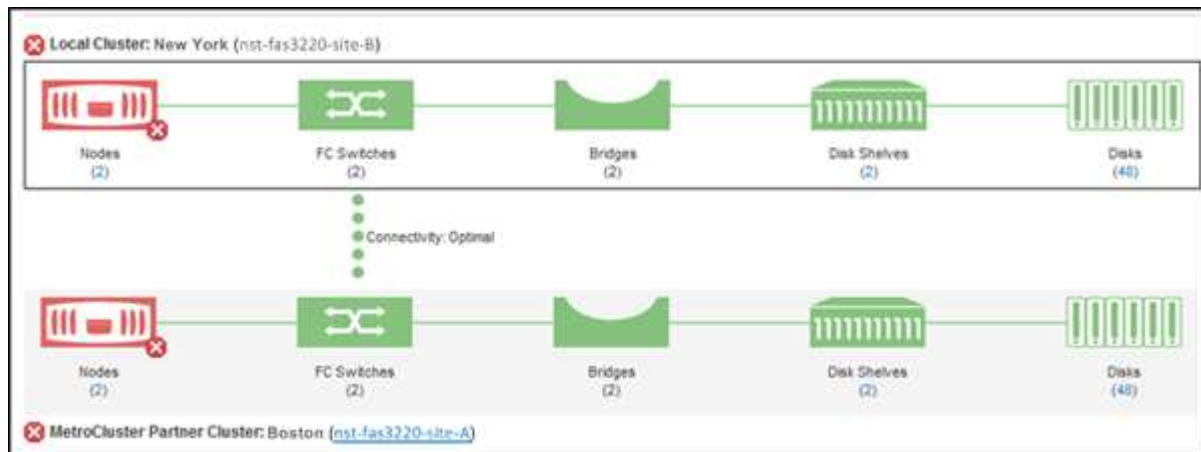 Local Cluster: New York (nst-fas3220-site-B)
Nodes FC Switches Bridges Disk Shelves Disks
(2) (2) (2) (2) (48)
Connectivity: Optimal
Nodes FC Switches Bridges Disk Shelves Disks
(2) (2) (2) (2) (48)
MetroCluster Partner Cluster: Boston (nst-fas3220-site-A)